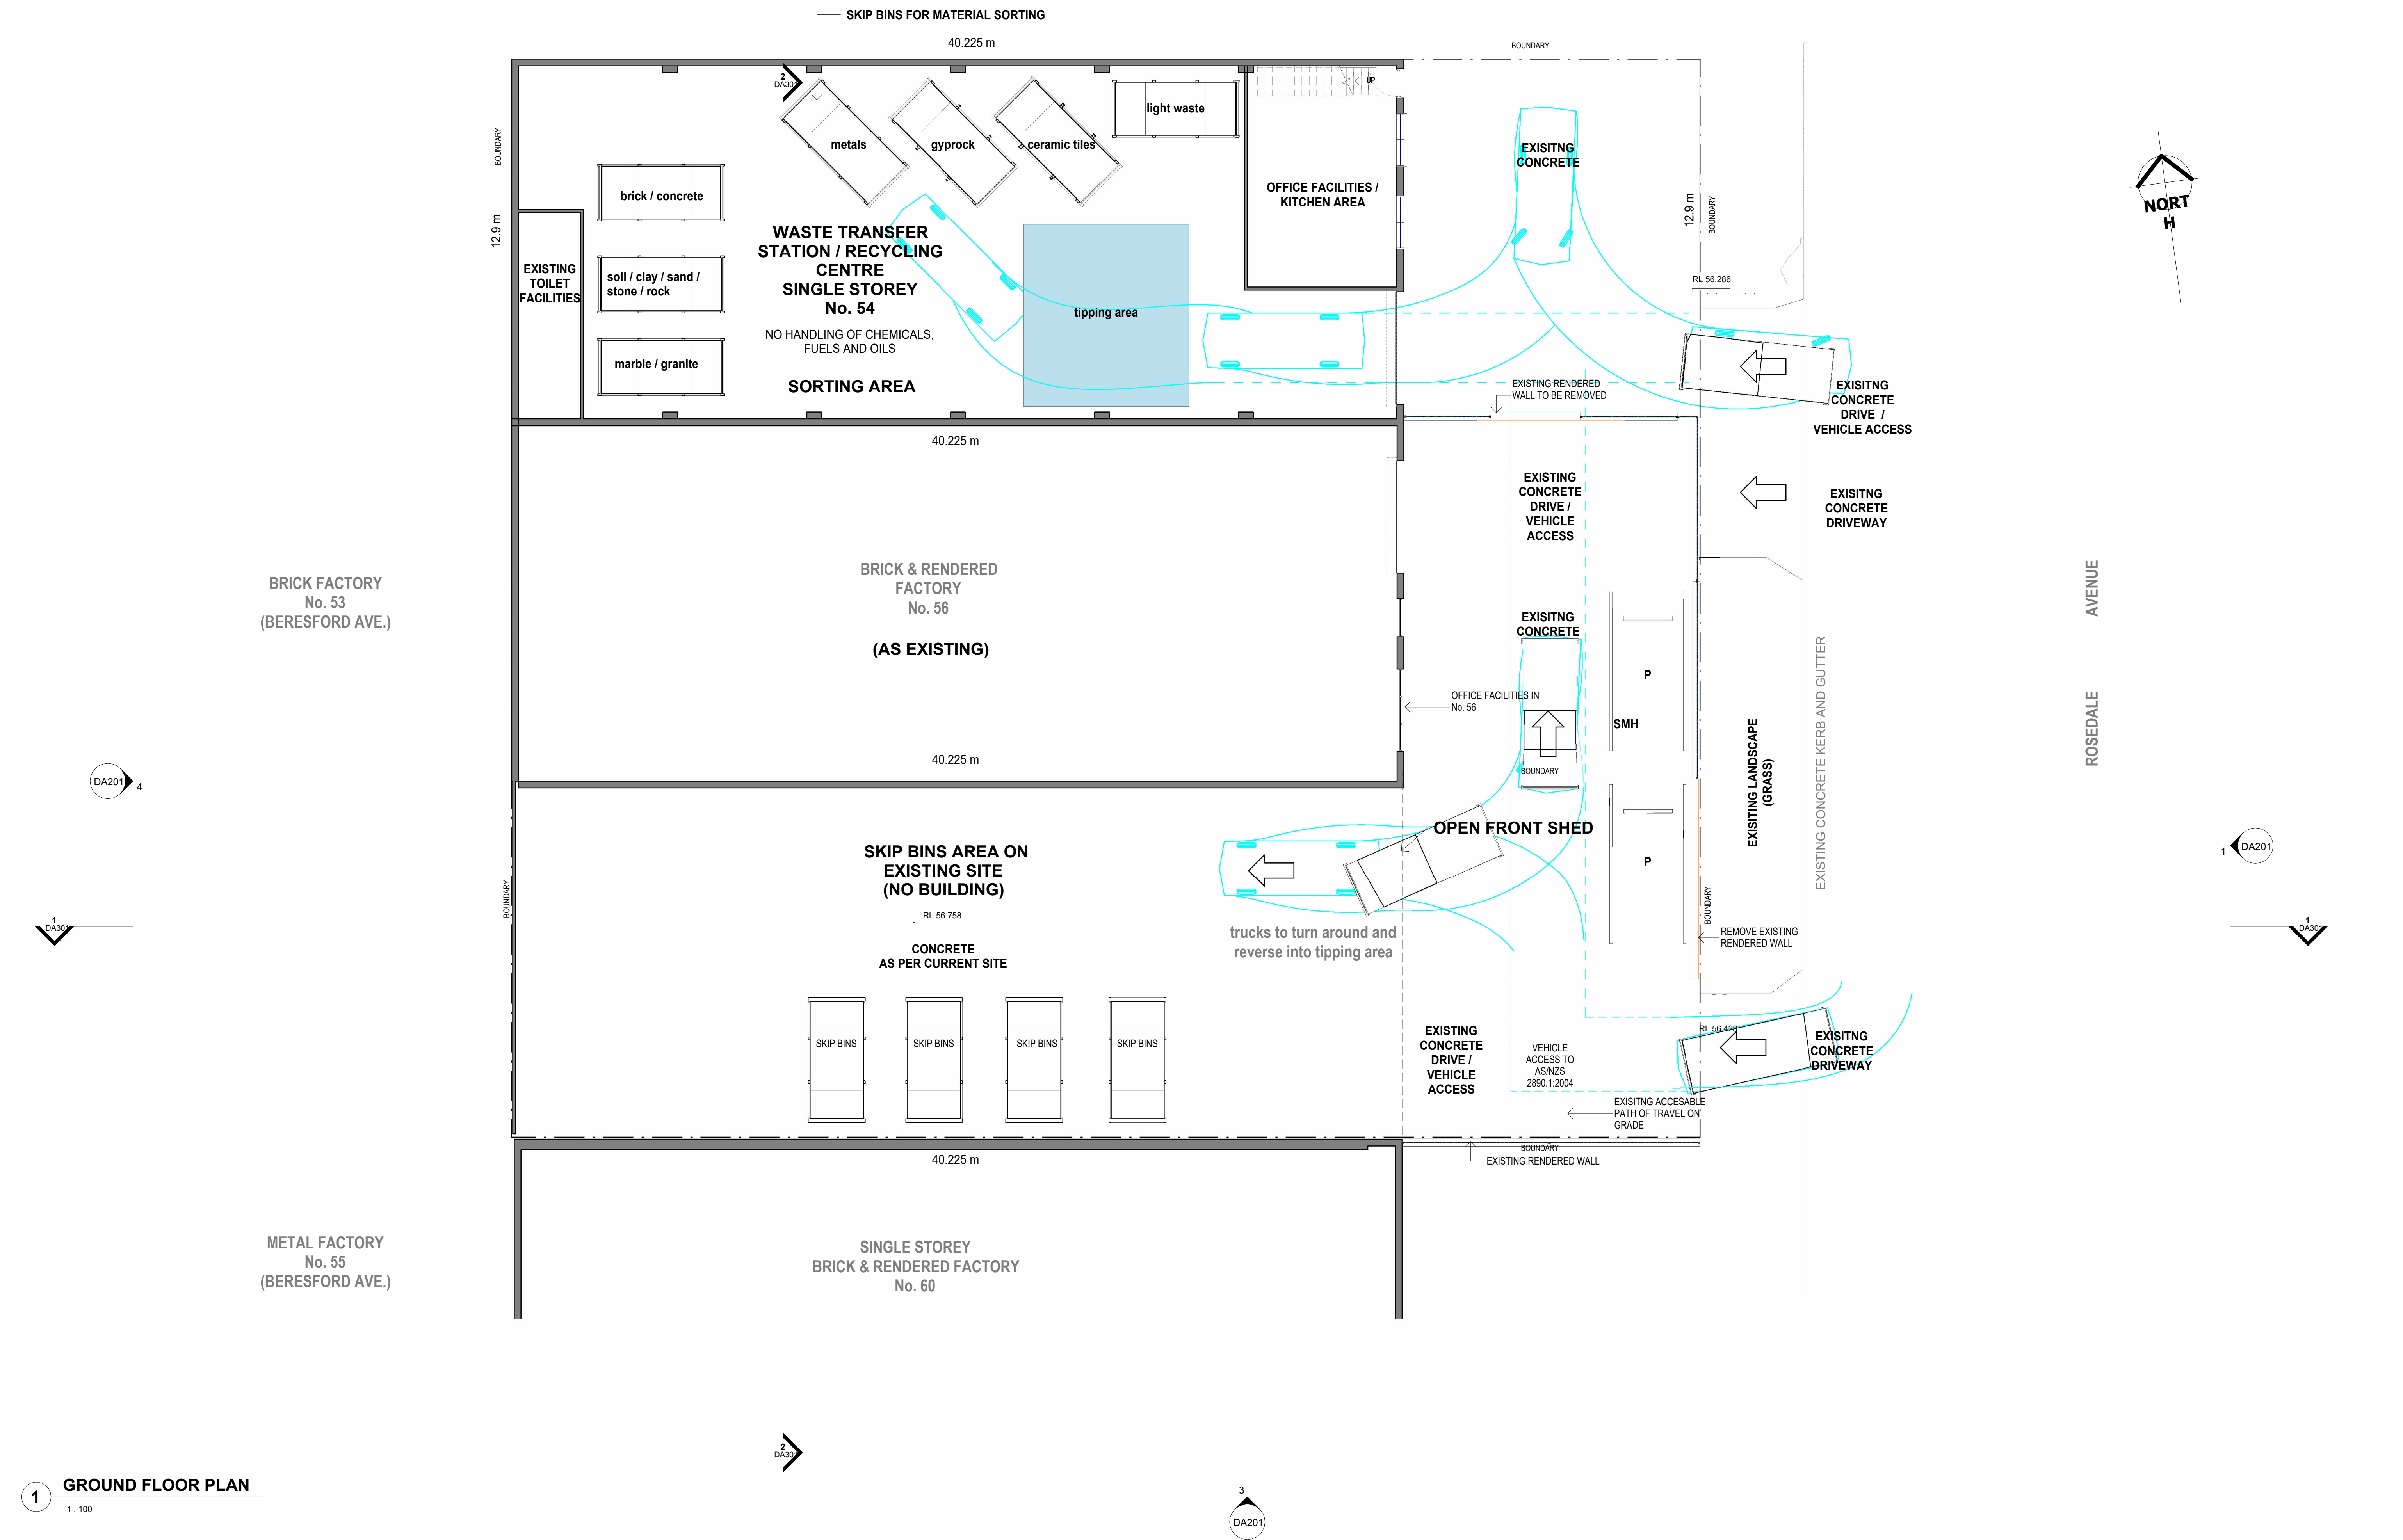 SKIP BINS FOR MATERIAL SORTING
40.225 m
BOUNDARY
2
DA301
UP
light waste
metals
gyprock
ceramic tiles
BOUNDARY
EXISITNG
CONCRETE
brick / concrete
OFFICE FACILITIES /
KITCHEN AREA
12.9 m
BOUNDARY
NORT
H
12.9 m
WASTE TRANSFER
STATION / RECYCLING
CENTRE
SINGLE STOREY
No. 54
EXISTING
TOILET
FACILITIES
soil / clay / sand /
stone / rock
RL 56.286
tipping area
NO HANDLING OF CHEMICALS,
FUELS AND OILS
marble / granite
SORTING AREA
EXISTING RENDERED
WALL TO BE REMOVED
EXISITNG
CONCRETE
DRIVE /
VEHICLE ACCESS
40.225 m
EXISTING
CONCRETE
DRIVE /
VEHICLE
ACCESS
EXISITNG
CONCRETE
DRIVEWAY
BRICK FACTORY
No. 53
(BERESFORD AVE.)
BRICK & RENDERED
FACTORY
No. 56
(AS EXISTING)
EXISITNG
CONCRETE
P
OFFICE FACILITIES IN
No. 56
SMH
EXISITING LANDSCAPE
(GRASS)
EXISTING CONCRETE KERB AND GUTTER
ROSEDALE AVENUE
40.225 m
BOUNDARY
DA201
4
OPEN FRONT SHED
P
1
DA201
SKIP BINS AREA ON
EXISTING SITE
(NO BUILDING)
RL 56.758
BOUNDARY
BOUNDARY
1
DA301
trucks to turn around and
reverse into tipping area
REMOVE EXISTING
RENDERED WALL
1
DA301
CONCRETE
AS PER CURRENT SITE
SKIP BINS
SKIP BINS
SKIP BINS
SKIP BINS
EXISTING
CONCRETE
DRIVE /
VEHICLE
ACCESS
VEHICLE
ACCESS TO
AS/NZS
2890.1:2004
RL 56.428
EXISITNG
CONCRETE
DRIVEWAY
EXISITNG ACCESABLE
PATH OF TRAVEL ON
GRADE
BOUNDARY
EXISTING RENDERED WALL
40.225 m
METAL FACTORY
No. 55
(BERESFORD AVE.)
SINGLE STOREY
BRICK & RENDERED FACTORY
No. 60
2
DA301
1
GROUND FLOOR PLAN
1 : 100
3
DA201